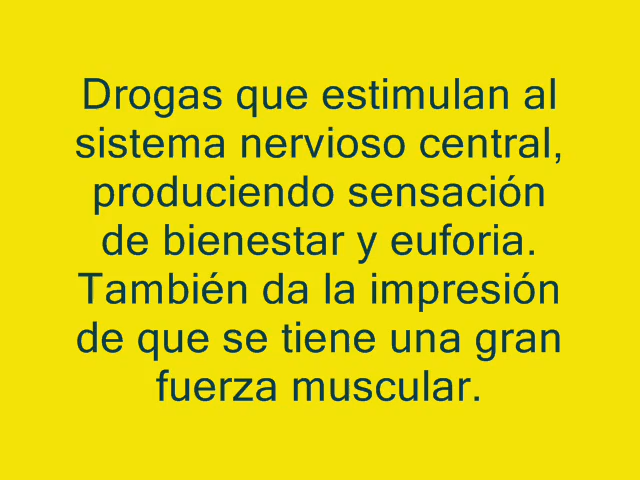 Drogas que estimulan al
sistema nervioso central,
produciendo sensación
de bienestar y euforia.
También da la impresión
de que se tiene una gran
fuerza muscular.